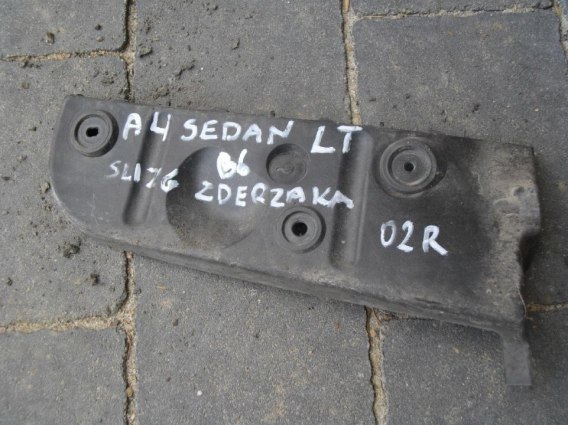 A4 SEDAN LT
B6
SLIZG ZDERZAKA
02R